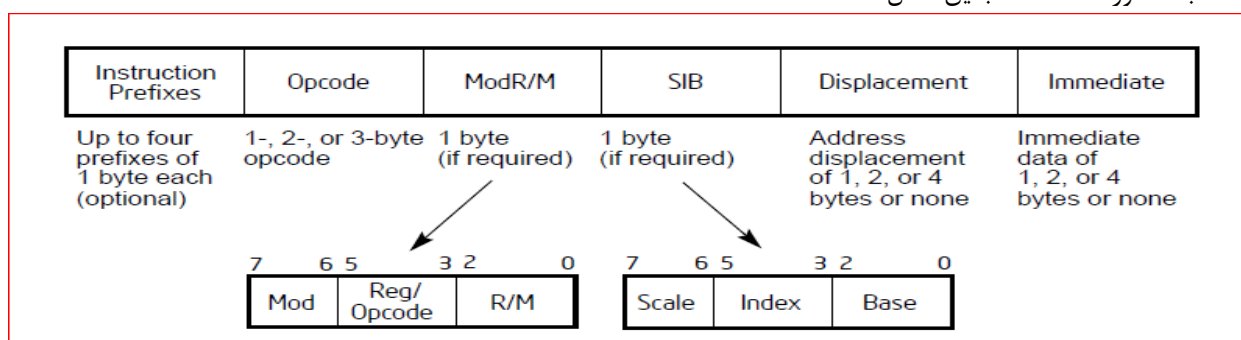 Instruction Prefixes Opcode ModR/M SIB Displacement Immediate
Up to four prefixes of 1 byte each (optional)
1-, 2-, or 3-byte opcode
1 byte (if required)
1 byte (if required)
Address displacement of 1, 2, or 4 bytes or none
Immediate data of 1, 2, or 4 bytes or none
7 6 5 3 2 0
Mod Reg/Opcode R/M
7 6 5 3 2 0
Scale Index Base